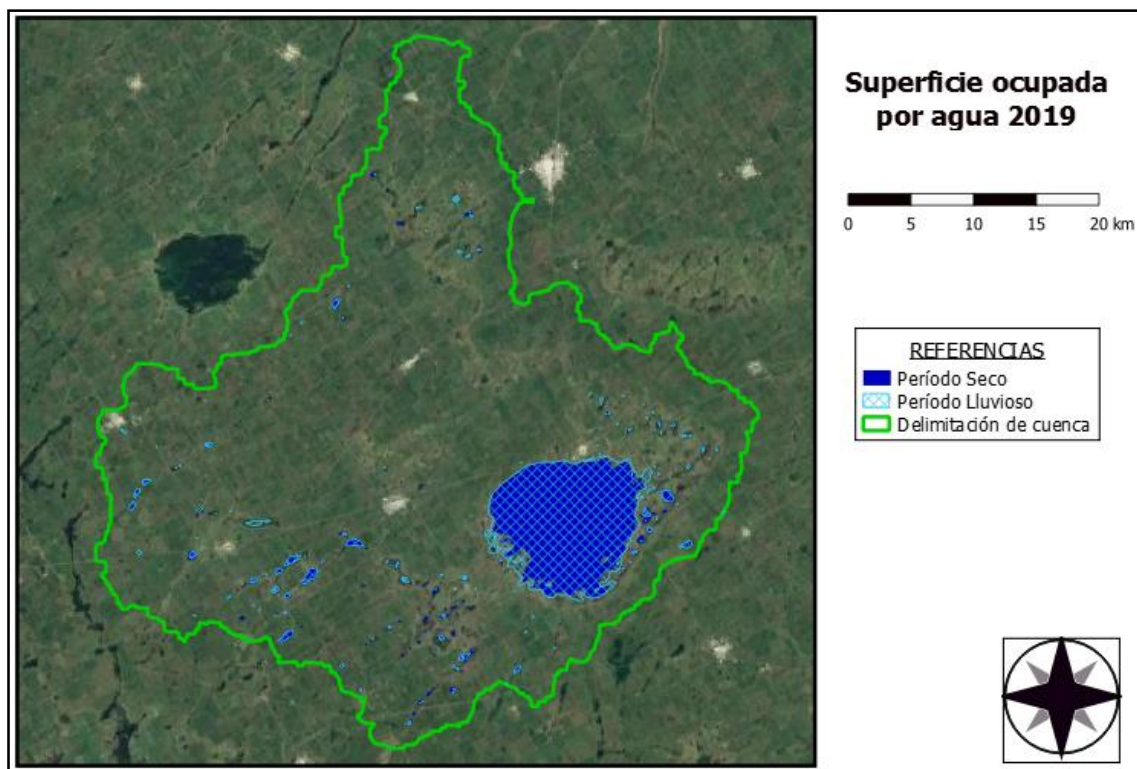 Superficie ocupada
por agua 2019
0 5 10 15 20 km
REFERENCIAS
Período Seco
Período Lluvioso
Delimitación de cuenca